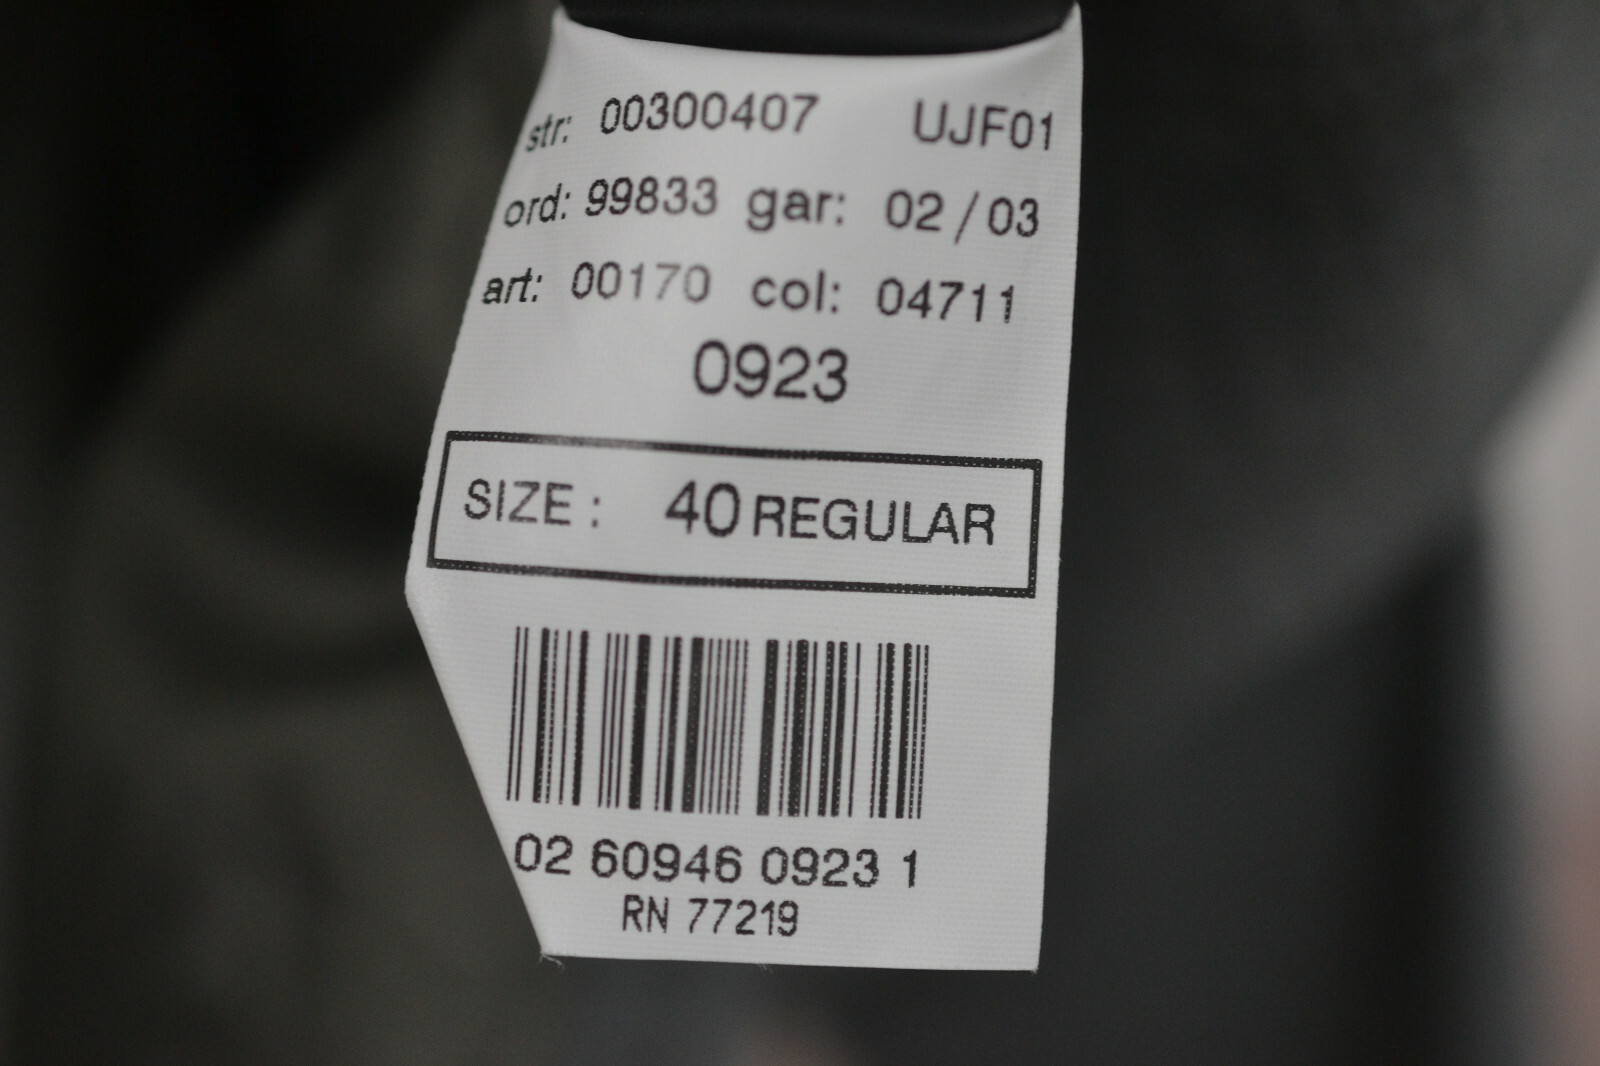 str: 00300407 UJF01
ord: 99833 gar: 02 / 03
art: 00170 col: 04711
0923
SIZE : 40 REGULAR
02 60946 0923 1
RN 77219